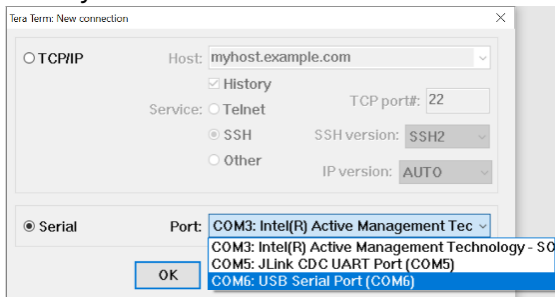 Tera Term: New connection
TCP/IP
Host: myhost.example.com
History
Service: Telnet
TCP port#: 22
SSH
SSH version: SSH2
Other
IP version: AUTO
Serial
Port: COM3: Intel(R) Active Management Tec
COM3: Intel(R) Active Management Technology - SO
COM5: JLink CDC UART Port (COM5)
COM6: USB Serial Port (COM6)
OK